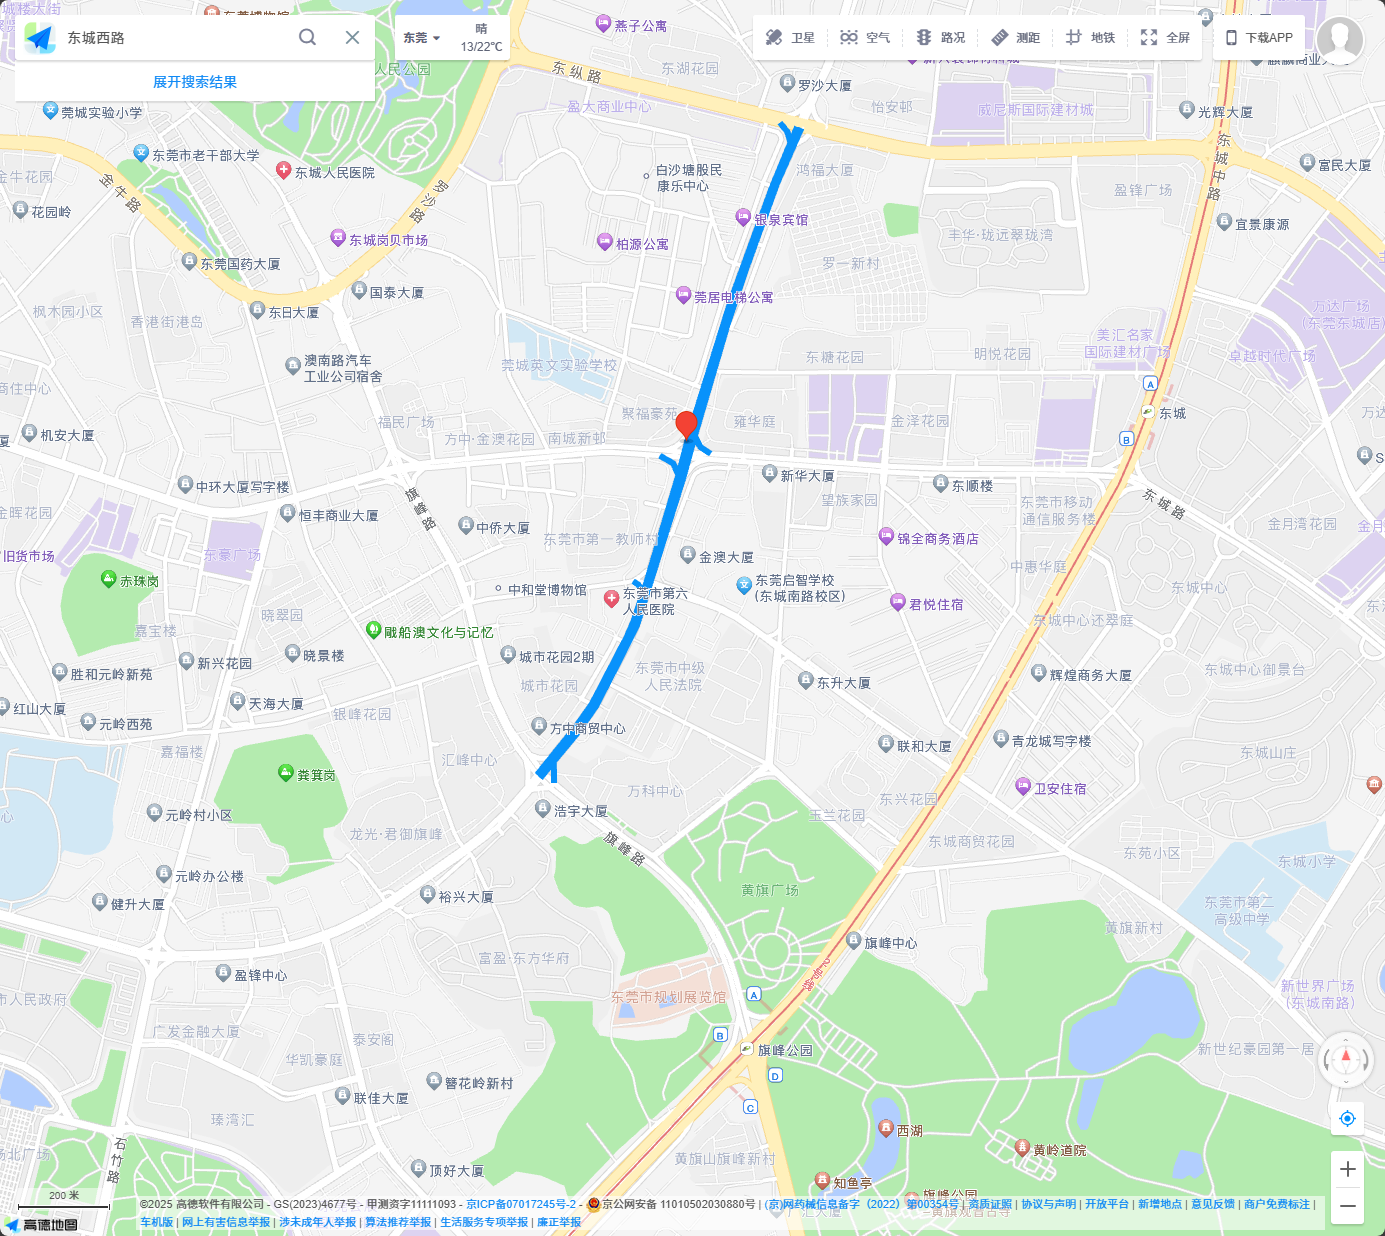 东城西路
展开搜索结果
东莞
晴
13/22℃
卫星
空气
路况
测距
地铁
全屏
下载APP
燕子公寓
东纵路
东湖花园
罗沙大厦
怡安邨
盈大商业中心
威尼斯国际建材城
光辉大厦
莞城实验小学
人民公园
东莞市老干部大学
东城人民医院
白沙塘股民
康乐中心
鸿福大厦
东城中路
富民大厦
金牛花园
金牛路
罗沙路
盈锋广场
花园岭
东城岗贝市场
柏源公寓
银泉宾馆
丰华·珑远翠珑湾
宜景康源
东莞国药大厦
罗一新村
国泰大厦
莞居电梯公寓
枫木园小区
香港街港岛
东日大厦
万达广场
(东莞东城店)
美汇名家
国际建材广场
卓越时代广场
澳南路汽车
工业公司宿舍
莞城英文实验学校
东糖花园
明悦花园
商住中心
东城
A
B
聚福豪苑
雍华庭
金泽花园
福民广场
方中·金澳花园
南城新邨
机安大厦
新华大厦
东顺楼
中环大厦写字楼
旗峰路
望族家园
东莞市移动
通信服务楼
东城路
金月湾花园
金晖花园
恒丰商业大厦
中侨大厦
东莞市第一教师村
锦全商务酒店
旧货市场
东豪广场
金澳大厦
中惠华庭
赤珠岗
中和堂博物馆
东莞市第六
人民医院
东莞启智学校
(东城南路校区)
君悦住宿
东城中心
晓翠园
嘉宝楼
雕船澳文化与记忆
东城中心还翠庭
胜和元岭新苑
新兴花园
晓景楼
城市花园2期
城市花园
东莞市中级
人民法院
东升大厦
辉煌商务大厦
东城中心御景台
红山大厦
天海大厦
元岭西苑
银峰花园
方中商贸中心
联和大厦
青龙城写字楼
东城山庄
嘉福楼
汇峰中心
粪箕岗
万科中心
卫安住宿
浩宇大厦
玉兰花园
东兴花园
元岭村小区
龙光·君御旗峰
旗峰路
东城商贸花园
东苑小区
东城小学
元岭办公楼
裕兴大厦
黄旗广场
健升大厦
东莞市第二
高级中学
黄旗新村
旗峰中心
富盈·东方华府
2号线
盈锋中心
东莞市规划展览馆
新世界广场
(东城南路)
市人民政府
广发金融大厦
泰安阁
华凯豪庭
A
B
旗峰公园
D
C
新世纪豪园第一居
簪花岭新村
联佳大厦
臻湾汇
石竹路
西湖
黄岭道院
黄旗山旗峰新村
顶好大厦
知鱼亭
旗峰公园
200 米
高德地图
©2025 高德软件有限公司 - GS(2023)4677号 - 甲测资字11111093 - 京ICP备07017245号-2 - 京公网安备 11010502030880号 | (京)网药械信息备字（2022）第00354号 | 资质证照 | 协议与声明 | 开放平台 | 新增地点 | 意见反馈 | 商户免费标注 |
车机版 | 网上有害信息举报 | 涉未成年人举报 | 算法推荐举报 | 生活服务专项举报 | 廉正举报